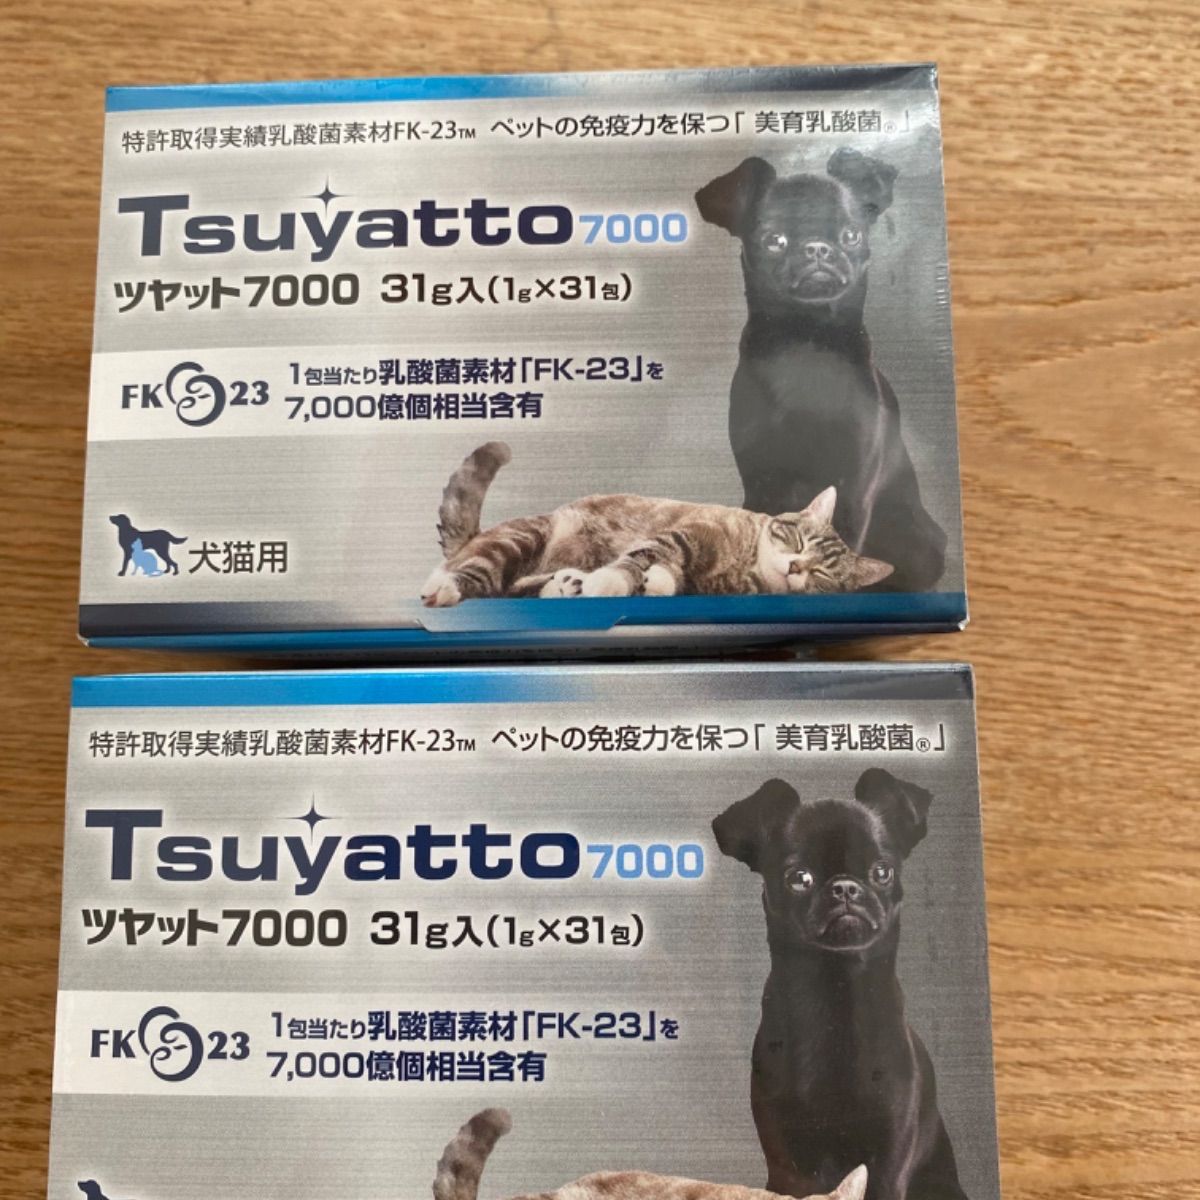 特許取得実績乳酸菌素材FK-23™ ペットの免疫力を保つ「美育乳酸菌®」
Tsuyatto7000
ツヤット7000 31g入(1g×31包)
FK 23
1包当たり乳酸菌素材「FK-23」を
7,000億個相当含有
犬猫用
特許取得実績乳酸菌素材FK-23™ ペットの免疫力を保つ「美育乳酸菌®」
Tsuyatto7000
ツヤット7000 31g入(1g×31包)
FK 23
1包当たり乳酸菌素材「FK-23」を
7,000億個相当含有